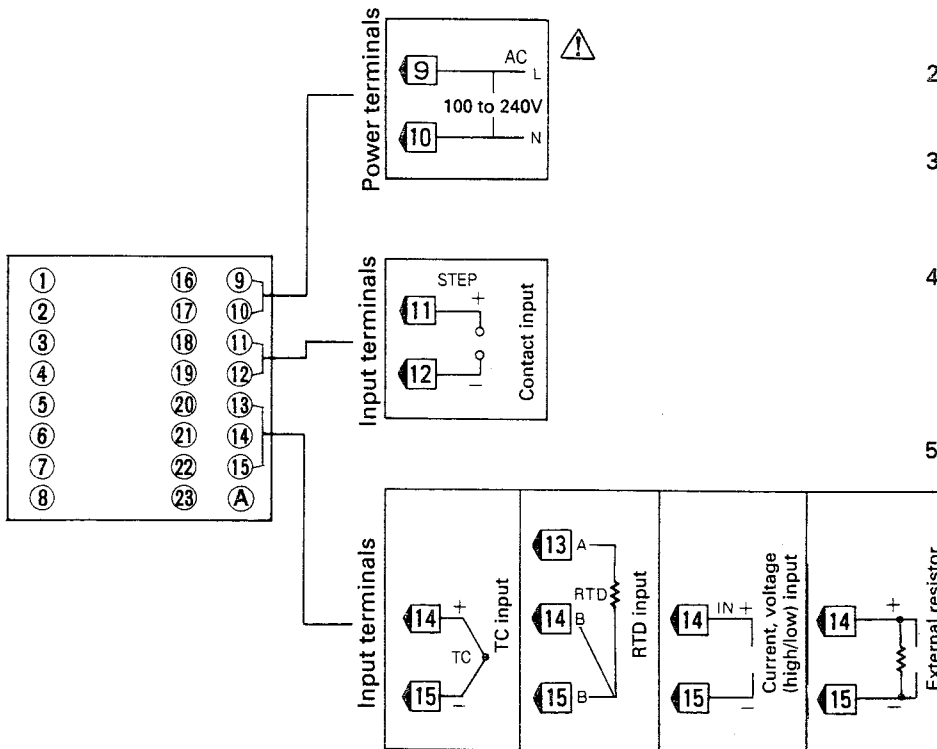 Power terminals
9
AC
L
100 to 240V
10
N
2
3
4
5
1
2
3
4
5
6
7
8
16
17
18
19
20
21
22
23
9
10
11
12
13
14
15
A
Input terminals
STEP
11
+
12
−
Contact input
Input terminals
14
+
TC
15
−
TC input
13 A
RTD
14 B
15 B
RTD input
14
IN +
15
−
Current, voltage
(high/low) input
14
+
15
−
External resistor